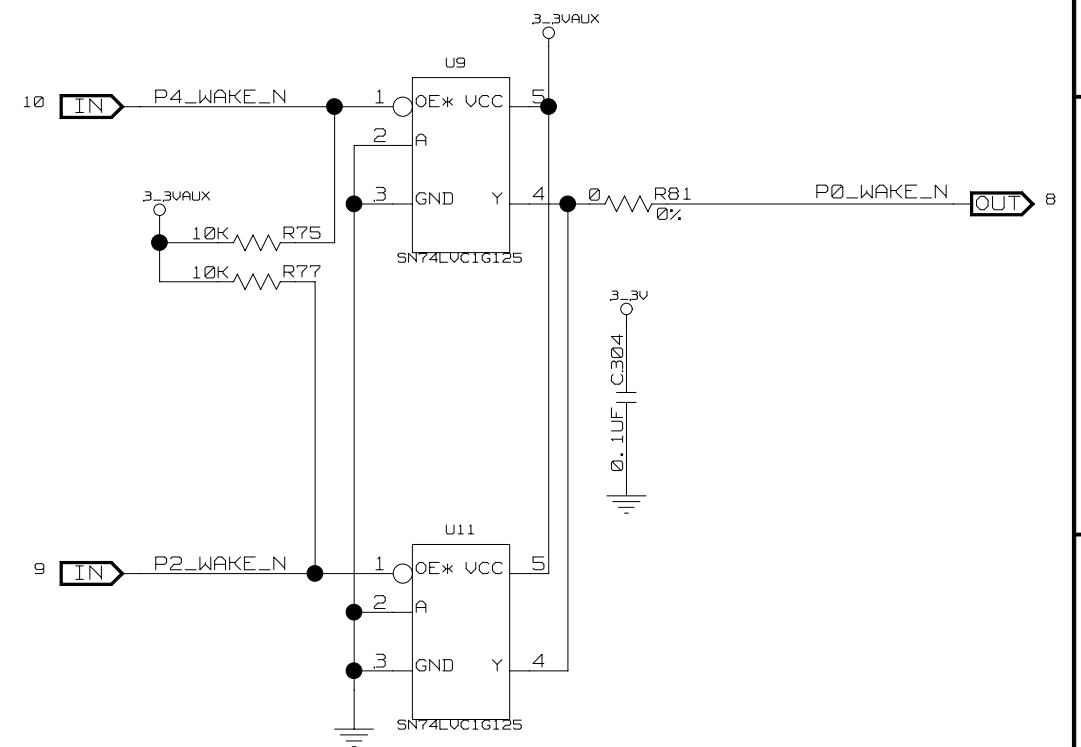 3_3VAUX
U9
10 IN P4_WAKE_N 1 OE* VCC 5
2 A
3_3VAUX
3 GND Y 4 0 R81 P0_WAKE_N OUT 8
0%
10K R75
SN74LVC1G125
10K R77
3_3V
C304
0.1UF
U11
9 IN P2_WAKE_N 1 OE* VCC 5
2 A
3 GND Y 4
SN74LVC1G125